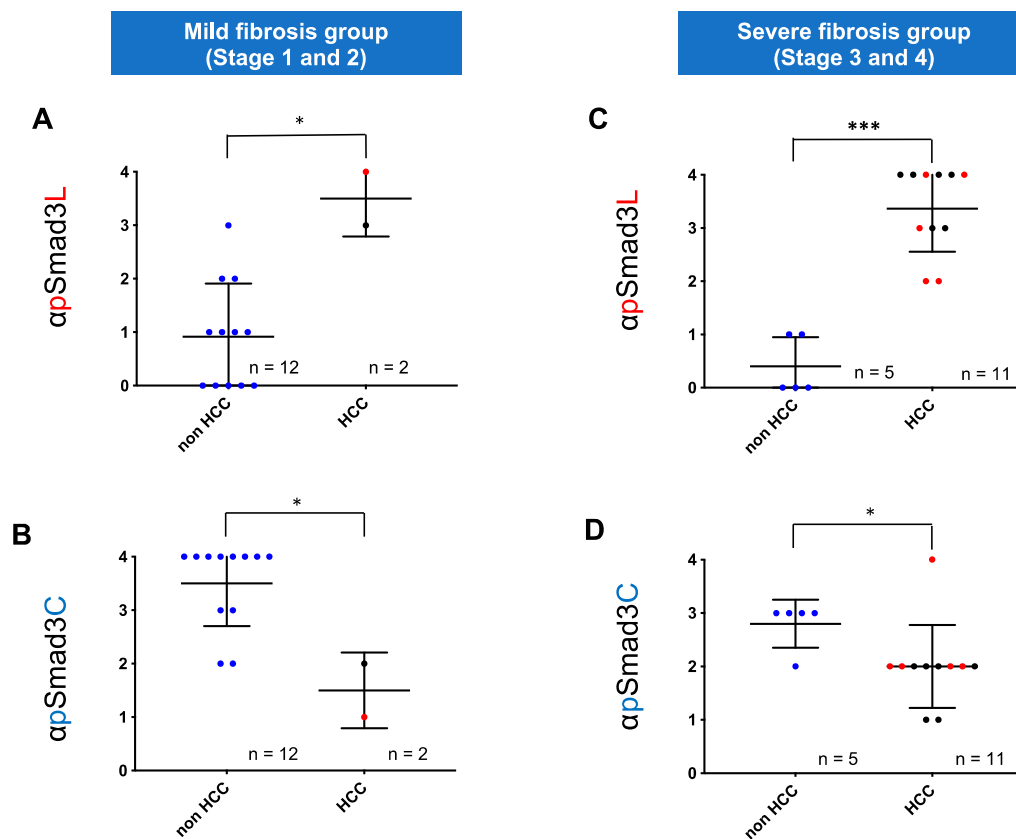 Mild fibrosis group
(Stage 1 and 2)
Severe fibrosis group
(Stage 3 and 4)
A
*
αpSmad3L
4
3
2
1
0
n = 12
n = 2
non HCC
HCC
C
***
αpSmad3L
4
3
2
1
0
n = 5
n = 11
non HCC
HCC
B
*
αpSmad3C
4
3
2
1
0
n = 12
n = 2
non HCC
HCC
D
*
αpSmad3C
4
3
2
1
0
n = 5
n = 11
non HCC
HCC